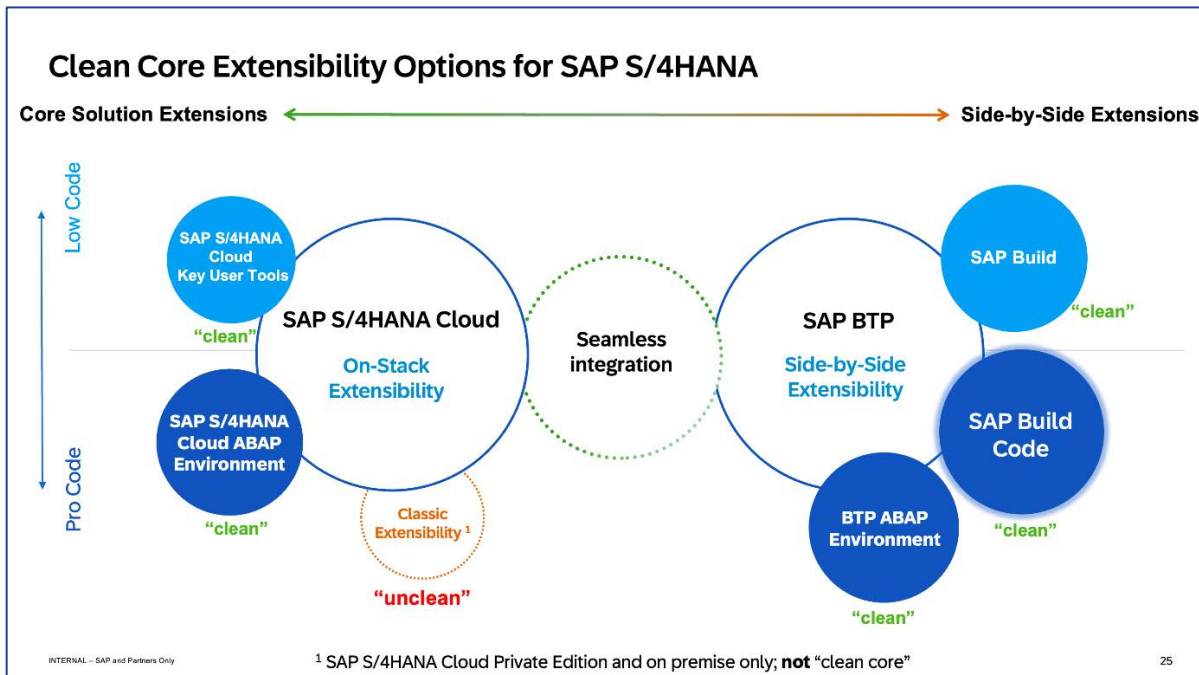 Clean Core Extensibility Options for SAP S/4HANA
Core Solution Extensions
Side-by-Side Extensions
Low Code
Pro Code
SAP S/4HANA
Cloud
Key User Tools
“clean”
SAP S/4HANA
Cloud ABAP
Environment
“clean”
SAP S/4HANA Cloud
On-Stack
Extensibility
Classic
Extensibility ¹
“unclean”
Seamless
integration
SAP BTP
Side-by-Side
Extensibility
SAP Build
“clean”
SAP Build
Code
“clean”
BTP ABAP
Environment
“clean”
INTERNAL – SAP and Partners Only
¹ SAP S/4HANA Cloud Private Edition and on premise only; not “clean core”
25